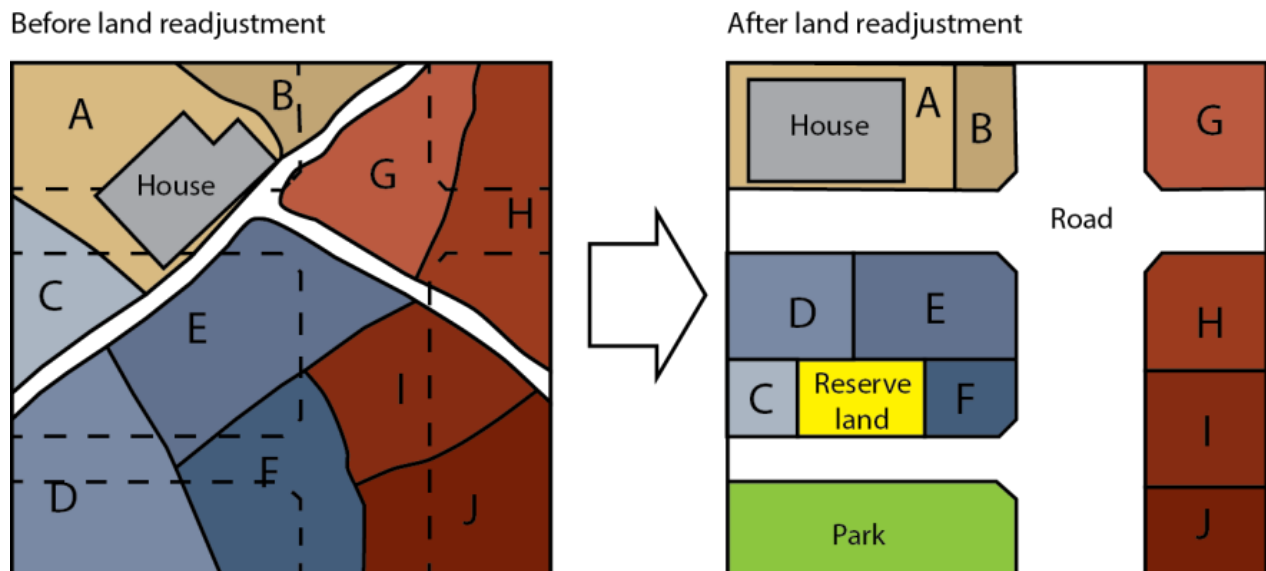 Before land readjustment
A
B
House
G
H
C
E
I
D
F
J
After land readjustment
House
A
B
G
Road
D
E
H
C
Reserve
land
F
I
Park
J